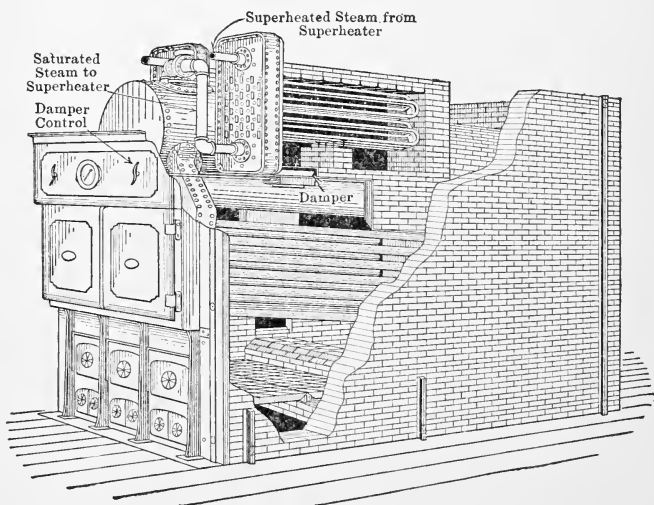 Superheated Steam from
Superheater
Saturated
Steam to
Superheater
Damper
Control
Damper